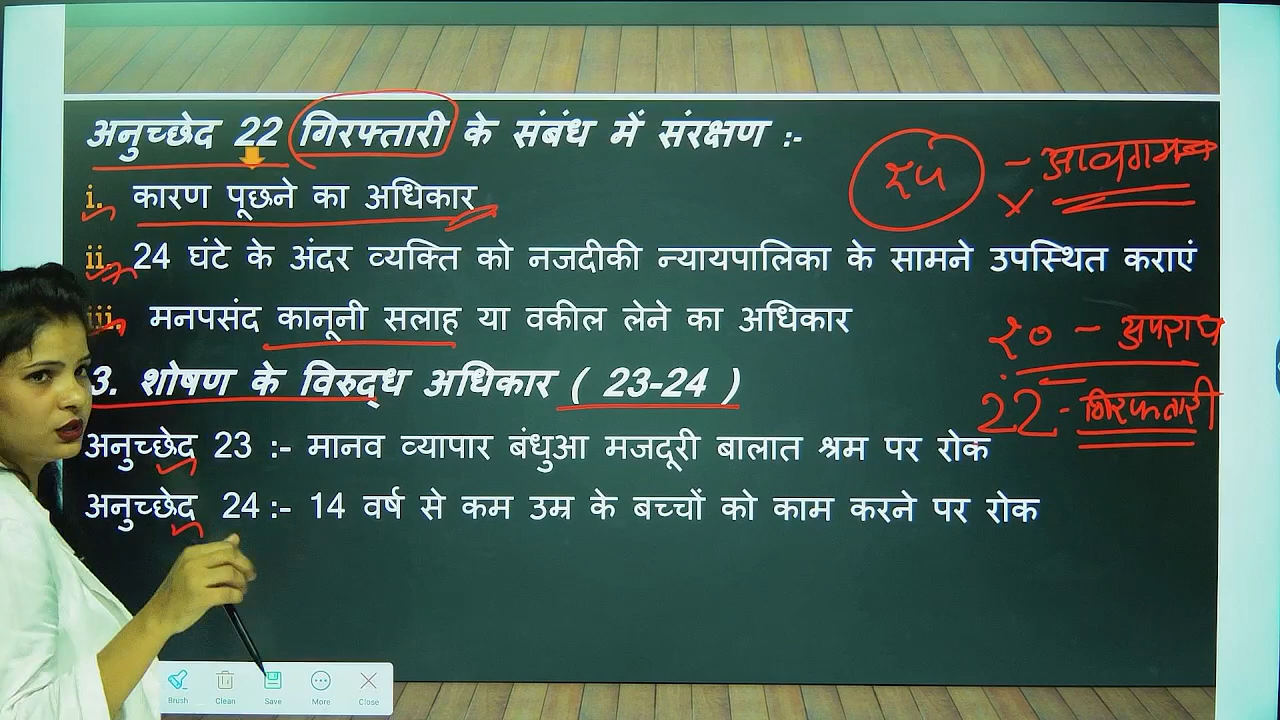 अनुच्छेद 22 गिरफ्तारी के संबंध में संरक्षण :-
i. कारण पूछने का अधिकार
ii. 24 घंटे के अंदर व्यक्ति को नजदीकी न्यायपालिका के सामने उपस्थित कराएं
iii. मनपसंद कानूनी सलाह या वकील लेने का अधिकार
3. शोषण के विरुद्ध अधिकार ( 23-24 )
अनुच्छेद 23 :- मानव व्यापार बंधुआ मजदूरी बालात श्रम पर रोक
अनुच्छेद 24 :- 14 वर्ष से कम उम्र के बच्चों को काम करने पर रोक
- आवागमन
२० - अपराध
22 - गिरफतारी
Brush Clean Save More Close